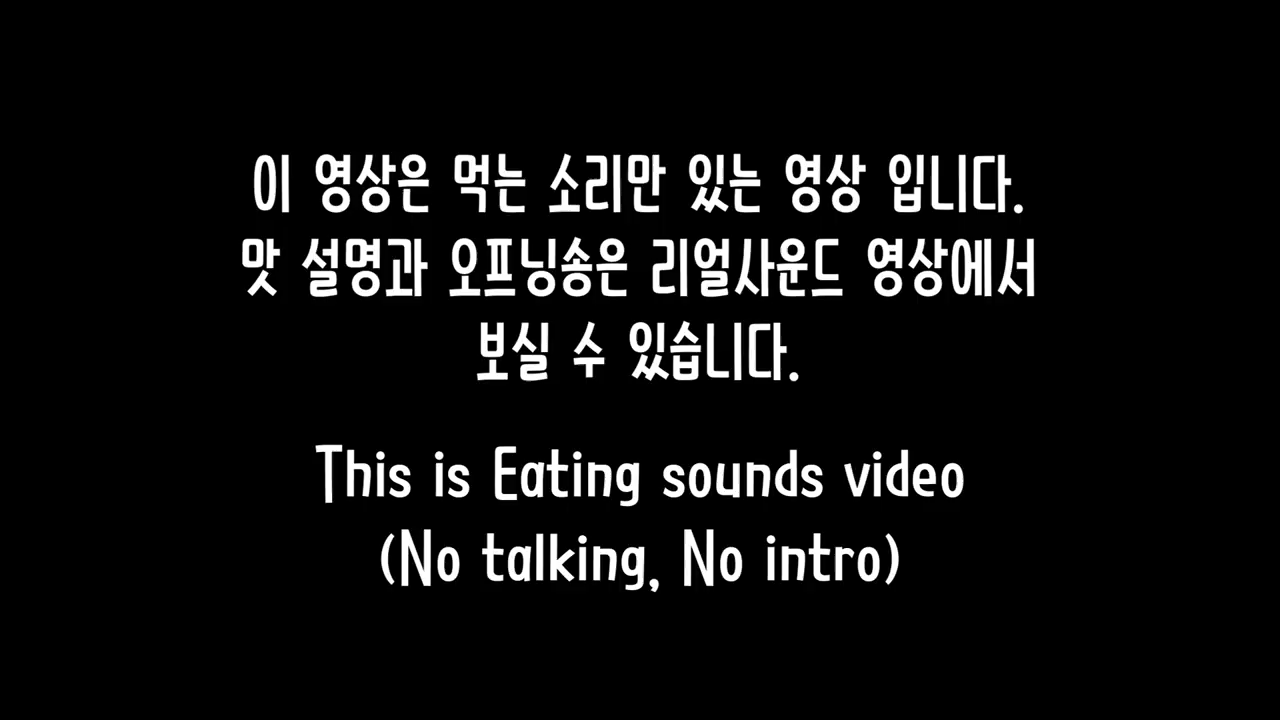 이 영상은 먹는 소리만 있는 영상 입니다.
맛 설명과 오프닝송은 리얼사운드 영상에서
보실 수 있습니다.
This is Eating sounds video
(No talking, No intro)